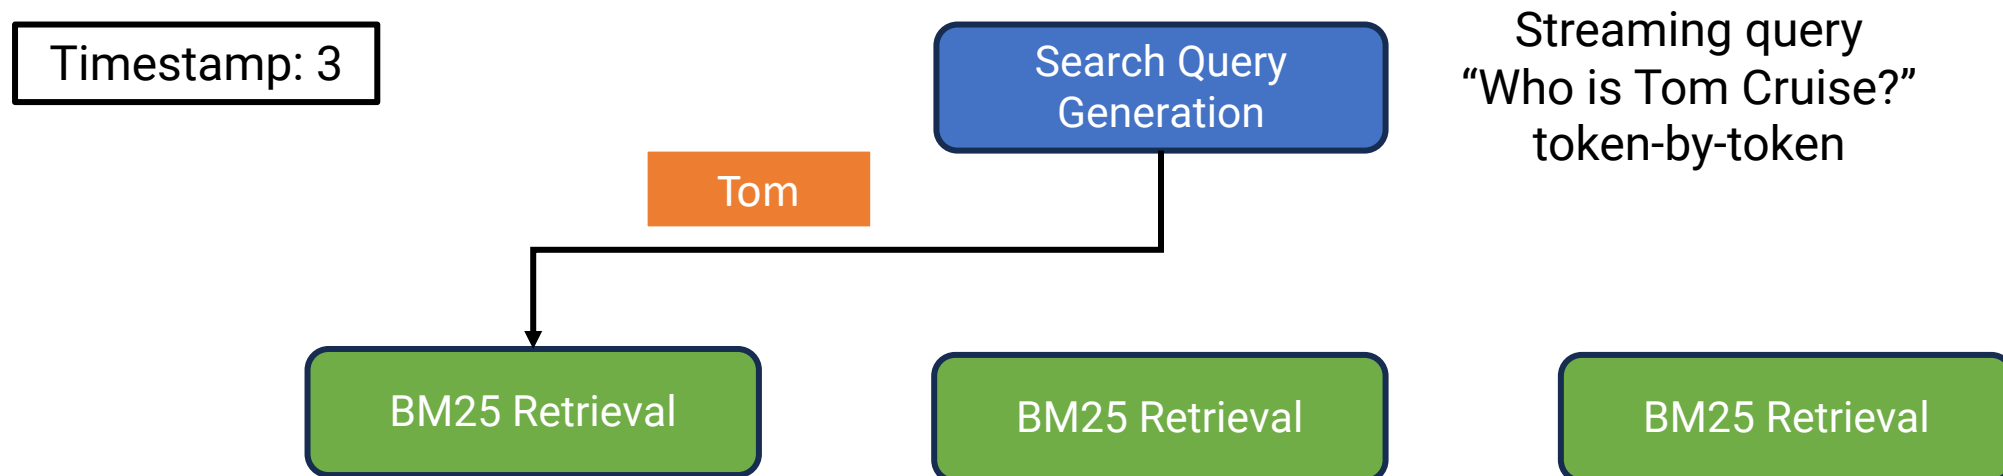 Timestamp: 3
Search Query
Generation
Streaming query
“Who is Tom Cruise?”
token-by-token
Tom
BM25 Retrieval
BM25 Retrieval
BM25 Retrieval